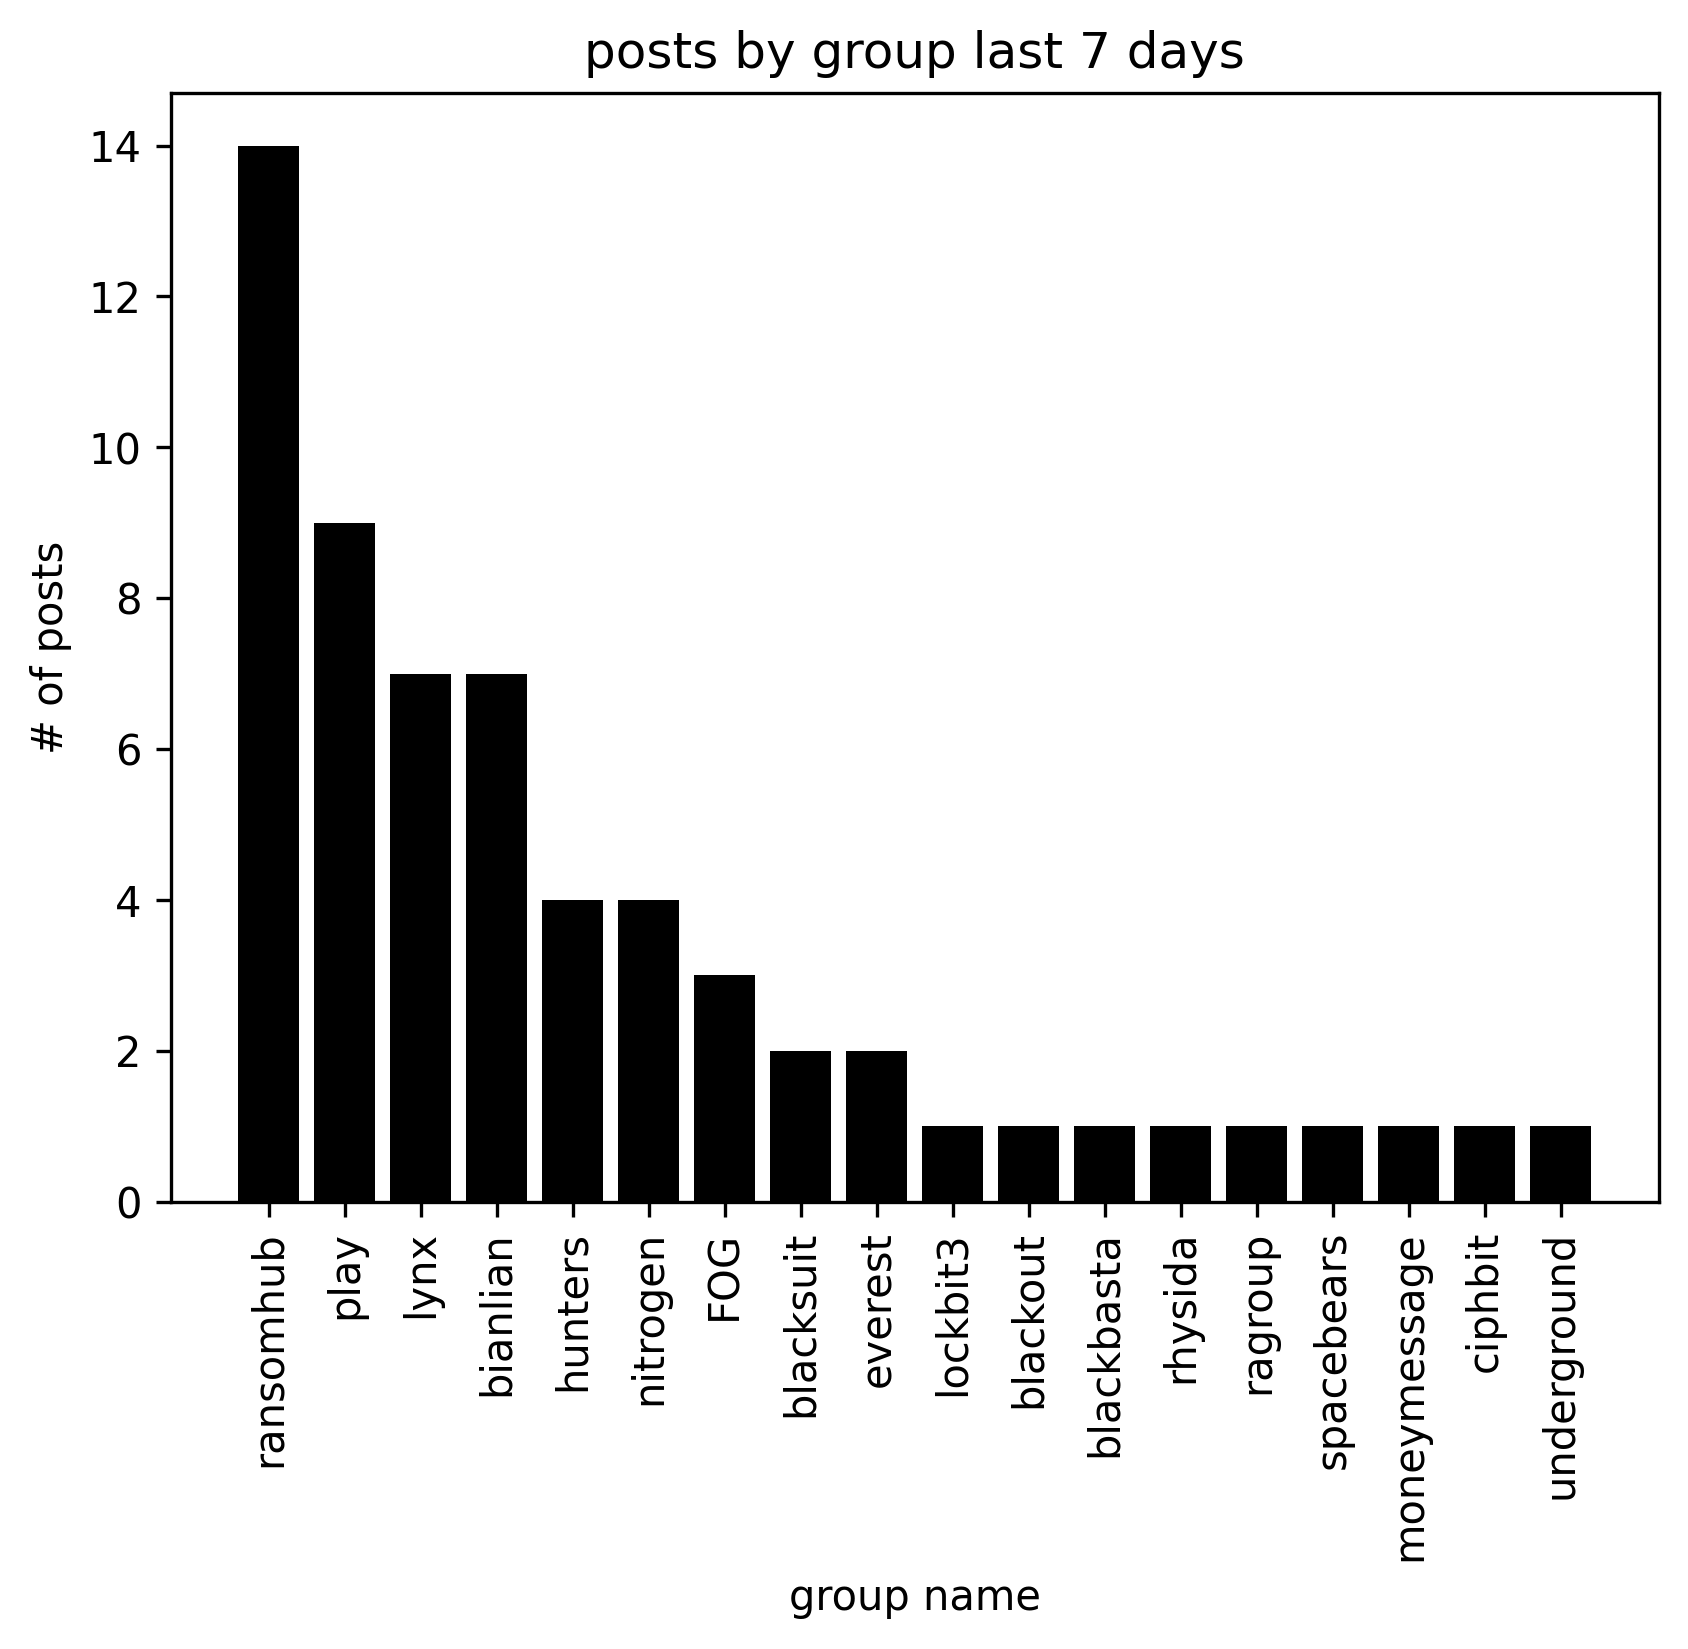 posts by group last 7 days
14
12
10
8
6
4
2
0
# of posts
ransomhub
play
lynx
bianlian
hunters
nitrogen
FOG
blacksuit
everest
lockbit3
blackout
blackbasta
rhysida
ragroup
spacebears
moneymessage
ciphbit
underground
group name